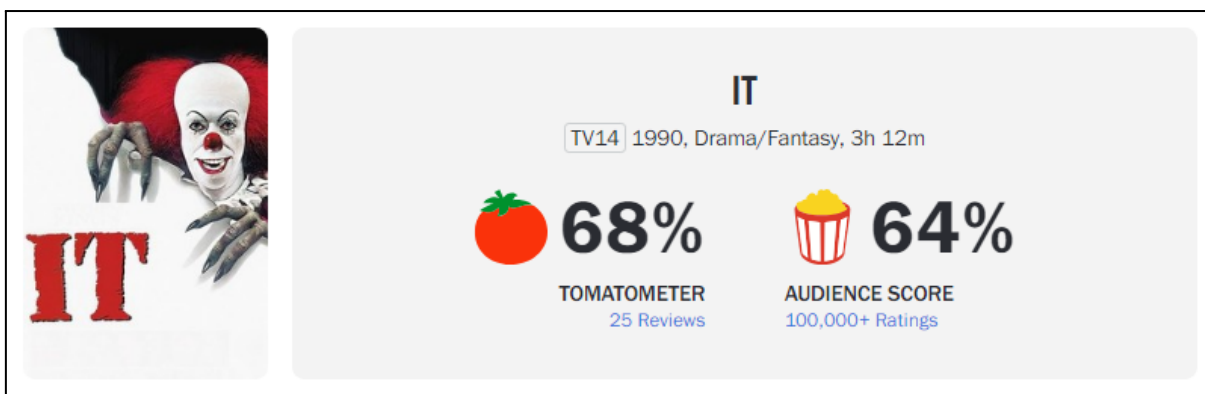 IT
IT
TV14 1990, Drama/Fantasy, 3h 12m
68%
64%
TOMATOMETER
AUDIENCE SCORE
25 Reviews
100,000+ Ratings